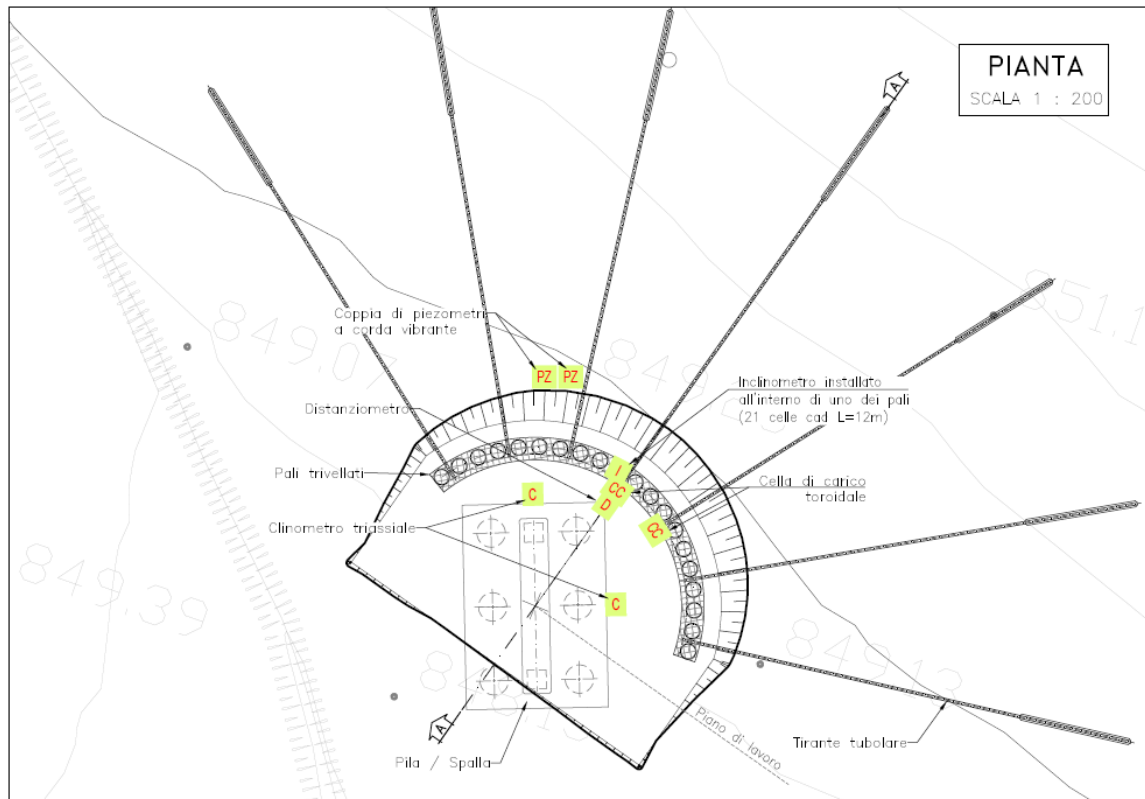 PIANTA
SCALA 1 : 200
A
851.1
Coppia di piezometri
a corda vibrante
849.07
PZ PZ
Inclinometro installato
all'interno di uno dei pali
(21 celle cad L=12m)
Distanziometro
Pali trivellati
I
CC
D
Cella di carico
toroidale
C
CC
Clinometro triassiale
849.39
C
849.13
A
Piano di lavoro
Tirante tubolare
Pila / Spalla